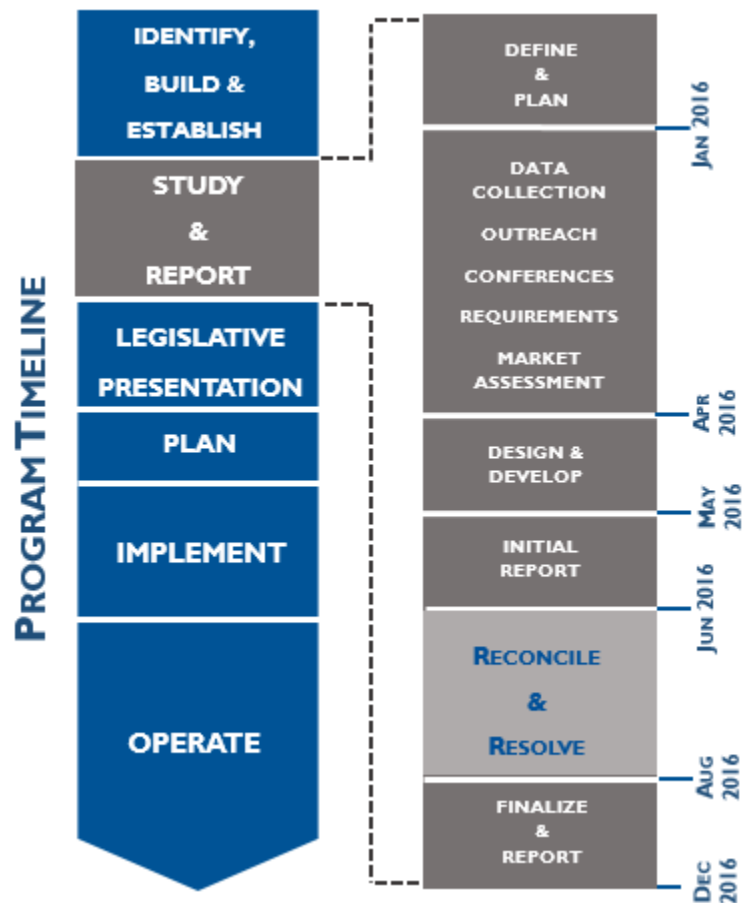 PROGRAM TIMELINE
IDENTIFY,
BUILD &
ESTABLISH
STUDY
&
REPORT
LEGISLATIVE
PRESENTATION
PLAN
IMPLEMENT
OPERATE
DEFINE
&
PLAN
JAN 2016
DATA
COLLECTION
OUTREACH
CONFERENCES
REQUIREMENTS
MARKET
ASSESSMENT
APR
2016
DESIGN &
DEVELOP
MAY
2016
INITIAL
REPORT
JUN 2016
RECONCILE
&
RESOLVE
AUG
2016
FINALIZE
&
REPORT
DEC
2016